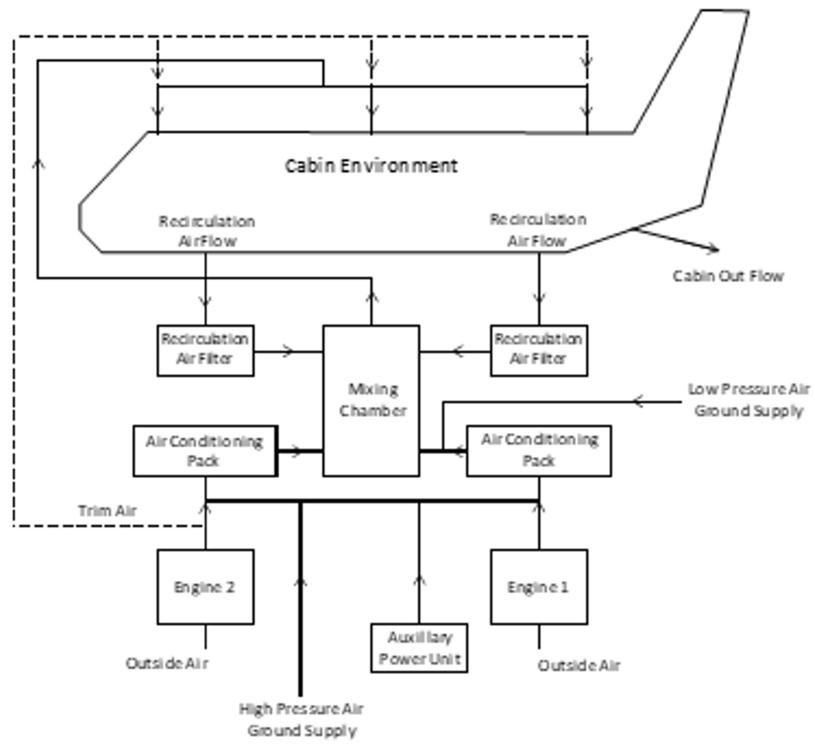 Cabin Environment
Recirculation
Air Flow
Recirculation
Air Flow
Cabin Out Flow
Recirculation
Air Filter
Recirculation
Air Filter
Mixing
Chamber
Low Pressure Air
Ground Supply
Air Conditioning
Pack
Air Conditioning
Pack
Trim Air
Engine 2
Engine 1
Auxillary
Power Unit
Outside Air
Outside Air
High Pressure Air
Ground Supply